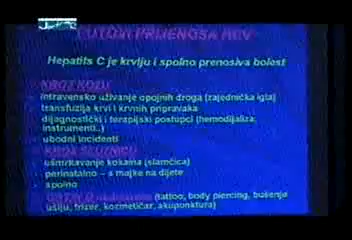 PUTOVI PRIJENOSA HCV
Hepatits C je krvlju i spolno prenosiva bolest
KROZ KOŽU
intravensko uživanje opojnih droga (zajednička igla)
transfuzija krvi i krvnih pripravaka
dijagnostički i terapijski postupci (hemodijaliza,
instrumenti..)
ubodni incidenti
KROZ SLUZNICU
ušmrkavanje kokaina (slamčica)
perinatalno – s majke na dijete
spolno
(tattoo, body piercing, bušenje
ušiju, frizer, kozmetičar, akupunktura)